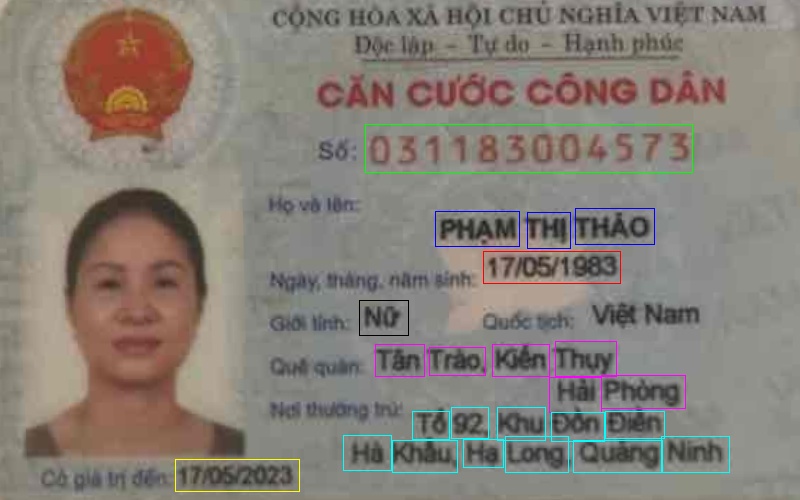 CỘNG HÒA XÃ HỘI CHỦ NGHĨA VIỆT NAM
Độc lập - Tự do - Hạnh phúc
CĂN CƯỚC CÔNG DÂN
Số: 031183004573
Họ và tên:
PHẠM THỊ THẢO
Ngày, tháng, năm sinh: 17/05/1983
Giới tính: Nữ Quốc tịch: Việt Nam
Quê quán: Tân Trào, Kiến Thụy
Hải Phòng
Nơi thường trú:
Tổ 92, Khu Đồn Điền
Hà Khẩu, Hạ Long, Quảng Ninh
Có giá trị đến: 17/05/2023